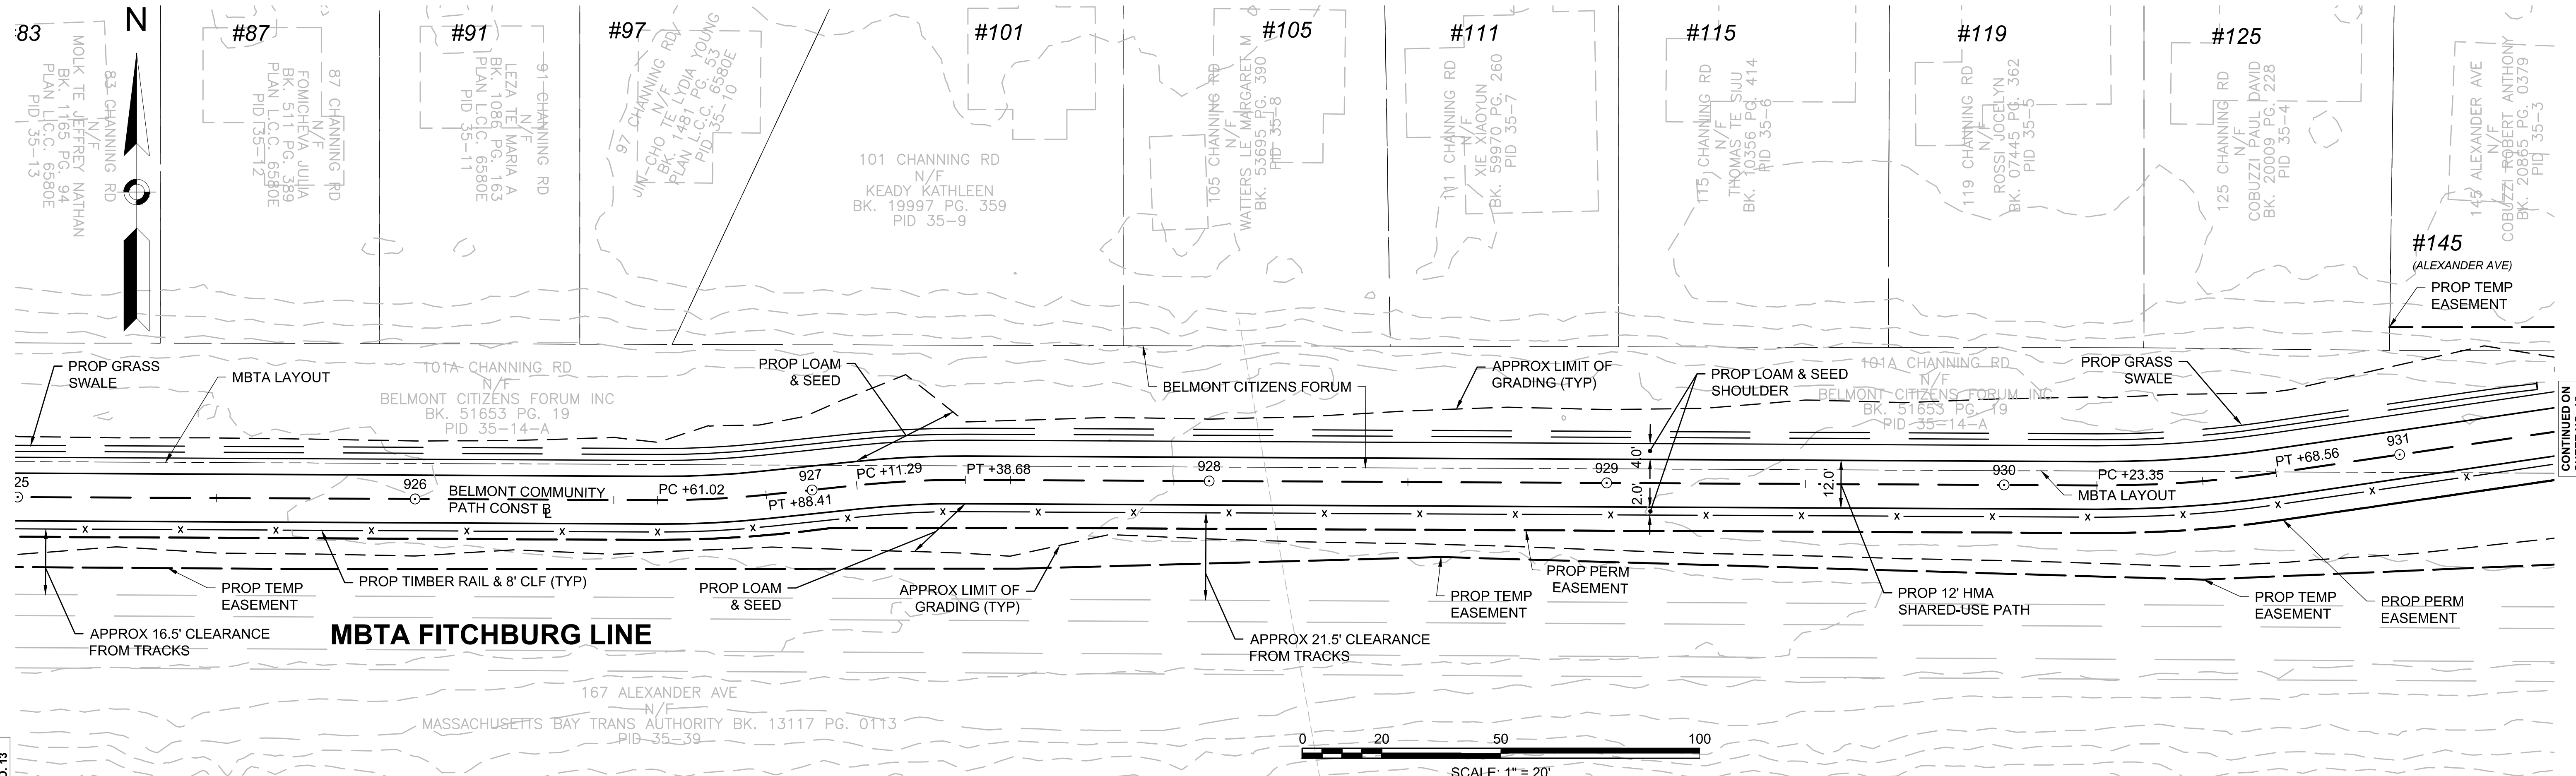 83
N
#87
#91
#97
#101
#105
#111
#115
#119
#125
#145
(ALEXANDER AVE)
83 CHANNING RD
N/F
MOLK TE JEFFREY NATHAN
BK. 1165 PG. 94
PLAN L.C.C. 6580E
PID 35-13
87 CHANNING RD
N/F
FOMICHEVA JULIA
BK. 511 PG. 389
PLAN L.C.C. 6580E
PID 35-12
91 CHANNING RD
N/F
LEZA TE MARIA A
BK. 1086 PG. 163
PLAN L.C.C. 6580E
PID 35-11
97 CHANNING RD
N/F
JIN-CHO TE LYDIA YOUNG
BK. 1481 PG. 53
PLAN L.C.C. 6580E
PID 35-10
101 CHANNING RD
N/F
KEADY KATHLEEN
BK. 19997 PG. 359
PID 35-9
105 CHANNING RD
N/F
WATTERS LE MARGARET M
BK. 53695 PG. 390
PID 35-8
111 CHANNING RD
N/F
XIE XIAOYUN
BK. 59970 PG. 260
PID 35-7
115 CHANNING RD
N/F
THOMAS TE SIJU
BK. 10356 PG. 414
PID 35-6
119 CHANNING RD
N/F
ROSSI JOCELYN
BK. 07445 PG. 362
PID 35-5
125 CHANNING RD
N/F
COBUZZI PAUL DAVID
BK. 20009 PG. 228
PID 35-4
145 ALEXANDER AVE
N/F
COBUZZI ROBERT ANTHONY
BK. 20865 PG. 0379
PID 35-3
PROP TEMP
EASEMENT
PROP GRASS
SWALE
MBTA LAYOUT
101A CHANNING RD
N/F
BELMONT CITIZENS FORUM INC
BK. 51653 PG. 19
PID 35-14-A
PROP LOAM
& SEED
BELMONT CITIZENS FORUM
APPROX LIMIT OF
GRADING (TYP)
PROP LOAM & SEED
SHOULDER
101A CHANNING RD
N/F
BELMONT CITIZENS FORUM INC
BK. 51653 PG. 19
PID 35-14-A
PROP GRASS
SWALE
CONTINUED ON
25
926
BELMONT COMMUNITY
PATH CONST BL
PC +61.02
PT +88.41
927
PC +11.29
PT +38.68
928
929
4.0'
2.0'
12.0'
930
PC +23.35
MBTA LAYOUT
PT +68.56
931
APPROX 16.5' CLEARANCE
FROM TRACKS
PROP TEMP
EASEMENT
PROP TIMBER RAIL & 8' CLF (TYP)
PROP LOAM
& SEED
APPROX LIMIT OF
GRADING (TYP)
APPROX 21.5' CLEARANCE
FROM TRACKS
PROP TEMP
EASEMENT
PROP PERM
EASEMENT
PROP 12' HMA
SHARED-USE PATH
PROP TEMP
EASEMENT
PROP PERM
EASEMENT
MBTA FITCHBURG LINE
167 ALEXANDER AVE
N/F
MASSACHUSETTS BAY TRANS AUTHORITY BK. 13117 PG. 0113
PID 35-39
0 20 50 100
SCALE: 1" = 20'